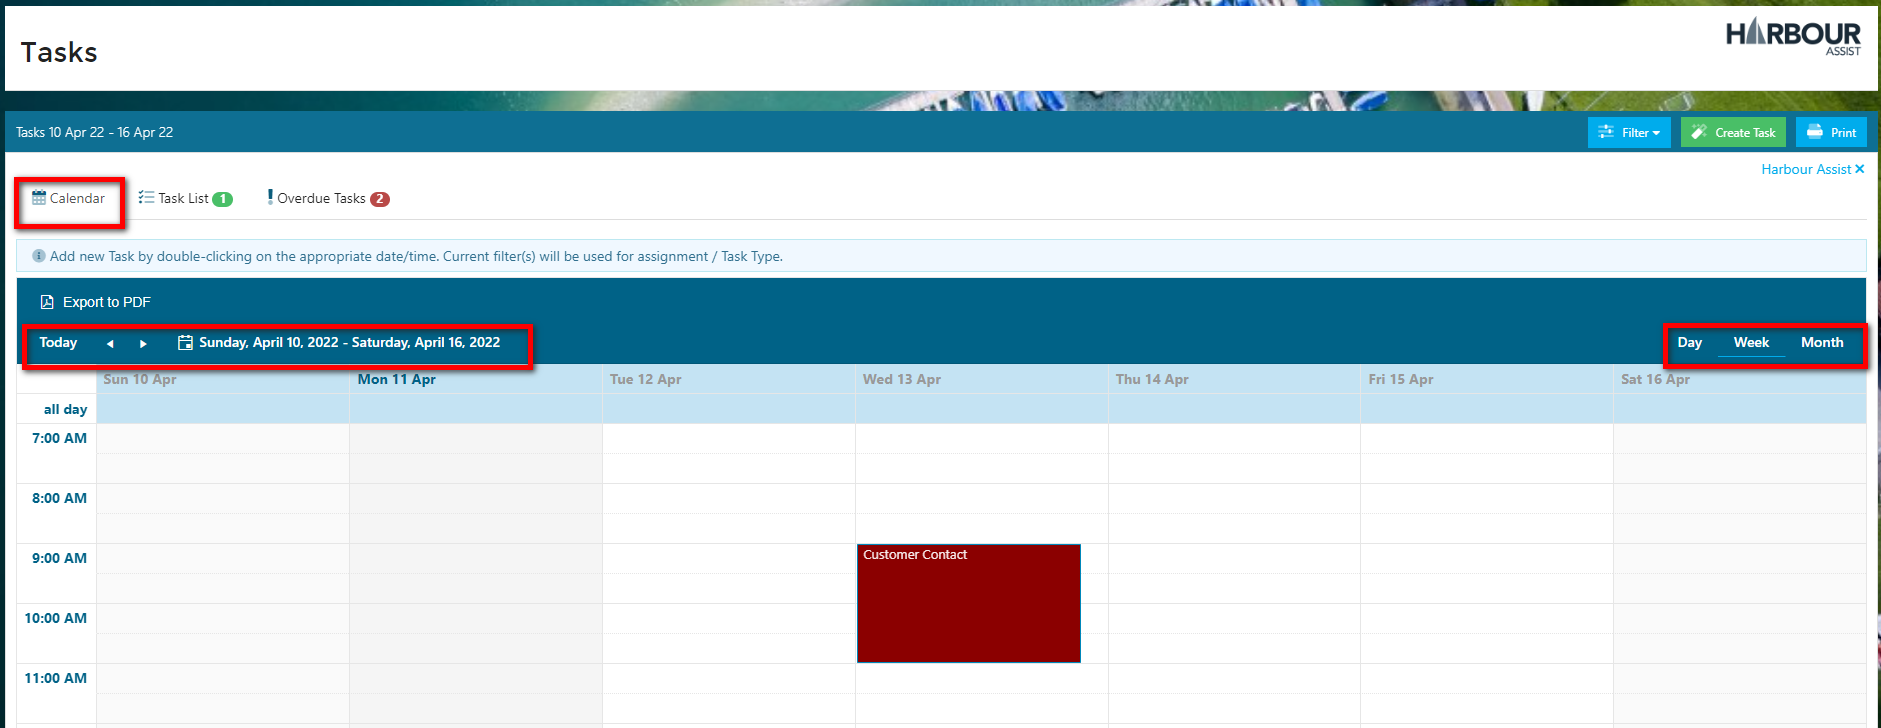 Tasks
HARBOUR
ASSIST
Tasks 10 Apr 22 - 16 Apr 22
Filter
Create Task
Print
Harbour Assist ✕
Calendar
Task List 1
Overdue Tasks 2
Add new Task by double-clicking on the appropriate date/time. Current filter(s) will be used for assignment / Task Type.
Export to PDF
Today
Sunday, April 10, 2022 - Saturday, April 16, 2022
Day Week Month
Sun 10 Apr Mon 11 Apr Tue 12 Apr Wed 13 Apr Thu 14 Apr Fri 15 Apr Sat 16 Apr
all day
7:00 AM
8:00 AM
9:00 AM
Customer Contact
10:00 AM
11:00 AM